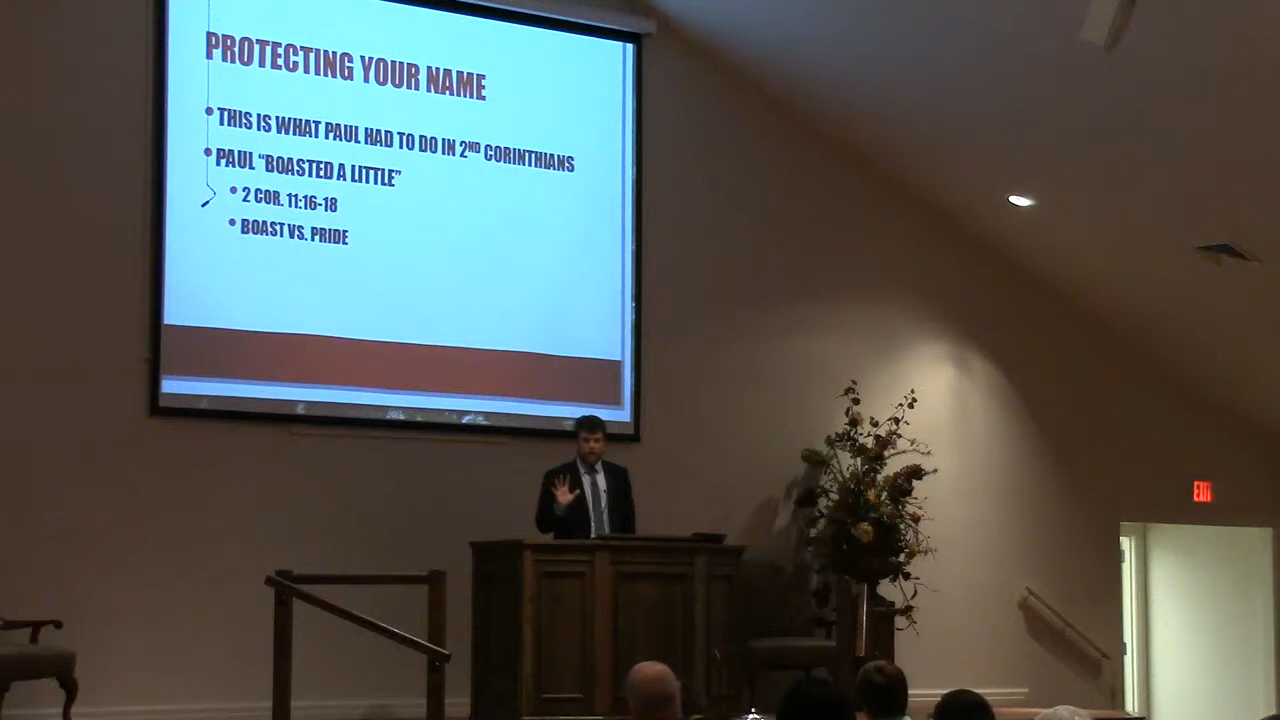 PROTECTING YOUR NAME
THIS IS WHAT PAUL HAD TO DO IN 2ND CORINTHIANS
PAUL “BOASTED A LITTLE”
2 COR. 11:16-18
BOAST VS. PRIDE
EXIT